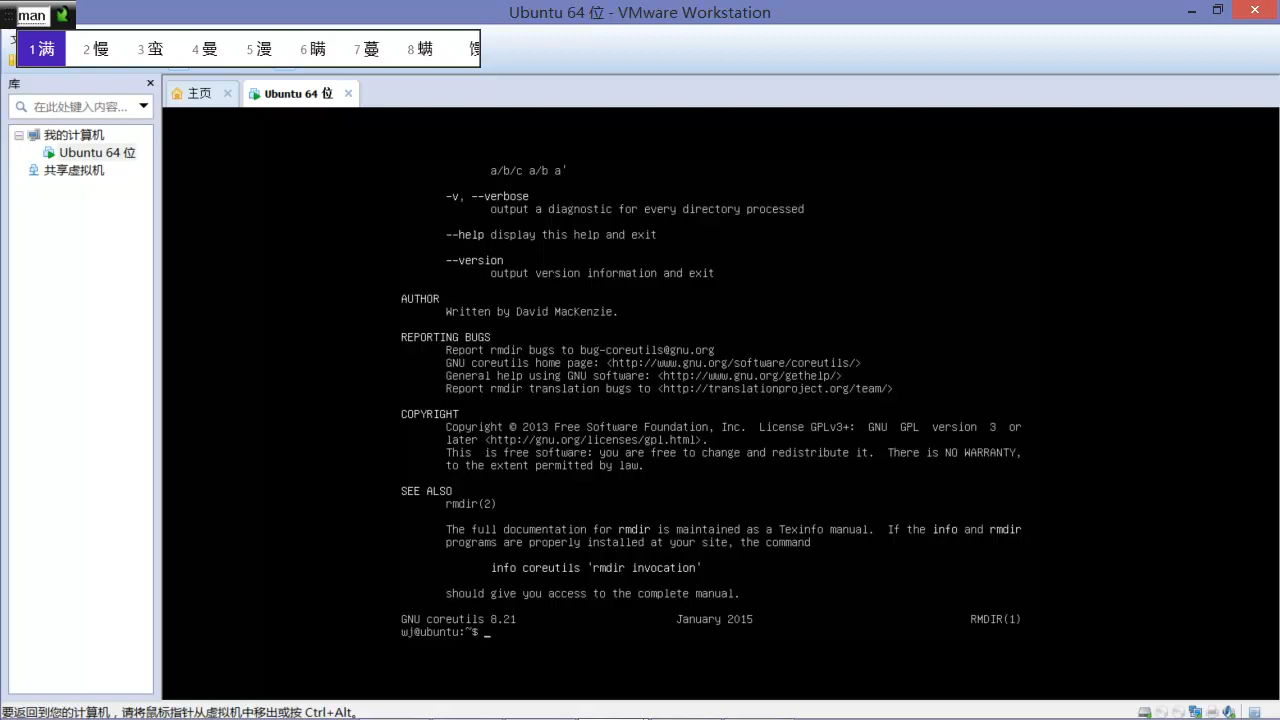 man
Ubuntu 64 位 - VMware Workstation
1满 2慢 3蛮 4曼 5漫 6瞒 7蔓 8螨
库
主页
Ubuntu 64 位
在此处键入内容...
我的计算机
Ubuntu 64 位
共享虚拟机
a/b/c a/b a'
-v, --verbose
output a diagnostic for every directory processed
--help display this help and exit
--version
output version information and exit
AUTHOR
Written by David MacKenzie.
REPORTING BUGS
Report rmdir bugs to bug-coreutils@gnu.org
GNU coreutils home page: <http://www.gnu.org/software/coreutils/>
General help using GNU software: <http://www.gnu.org/gethelp/>
Report rmdir translation bugs to <http://translationproject.org/team/>
COPYRIGHT
Copyright © 2013 Free Software Foundation, Inc.  License GPLv3+:  GNU  GPL  version  3  or
later <http://gnu.org/licenses/gpl.html>.
This  is free software: you are free to change and redistribute it.  There is NO WARRANTY,
to the extent permitted by law.
SEE ALSO
rmdir(2)
The full documentation for rmdir is maintained as a Texinfo manual.  If the info and rmdir
programs are properly installed at your site, the command
info coreutils 'rmdir invocation'
should give you access to the complete manual.
GNU coreutils 8.21 January 2015 RMDIR(1)
wj@ubuntu:~$ _
要返回到您的计算机，请将鼠标指针从虚拟机中移出或按 Ctrl+Alt。